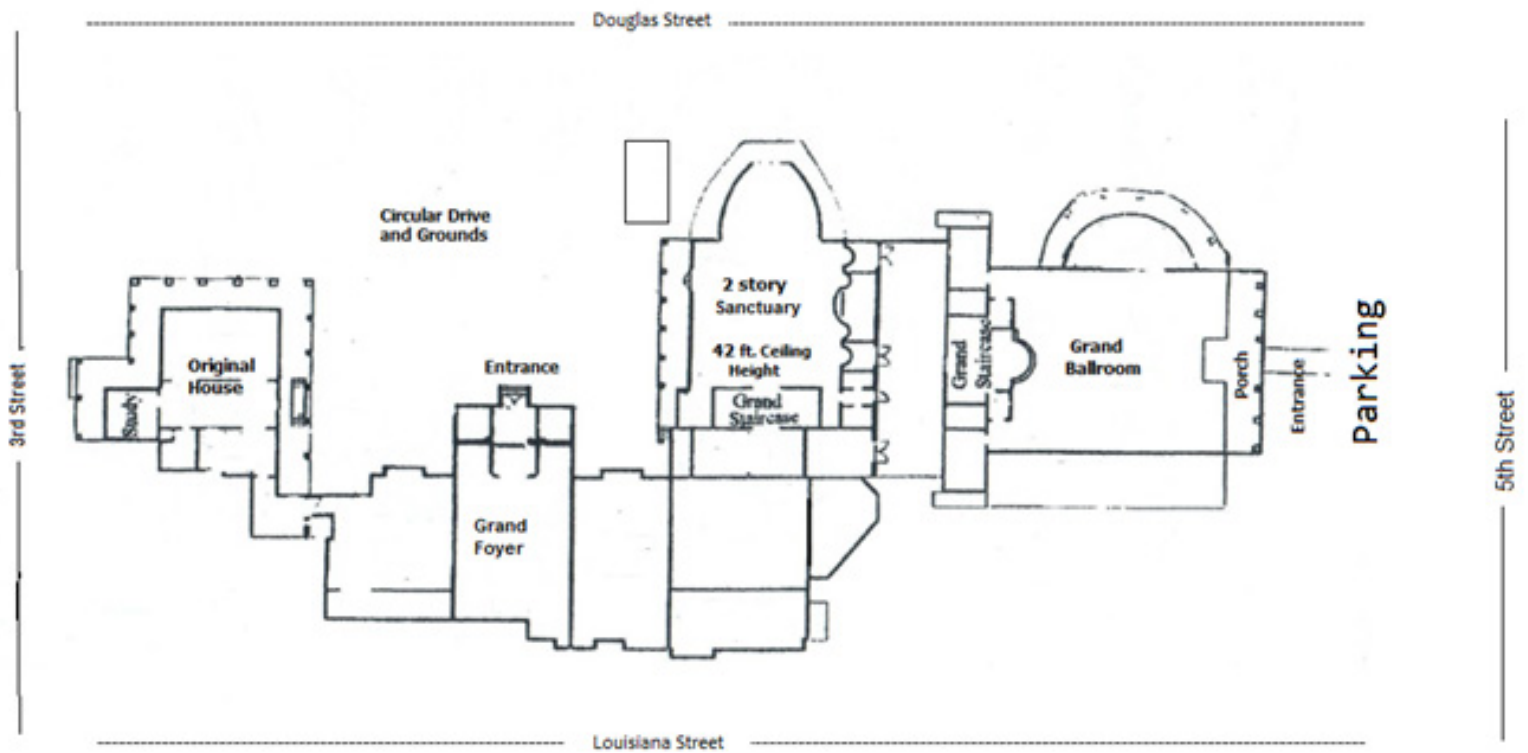 Douglas Street
3rd Street
Circular Drive
and Grounds
Original
House
Study
Entrance
Grand
Foyer
2 story
Sanctuary
42 ft. Ceiling
Height
Grand
Staircase
Grand
Staircase
Grand
Ballroom
Porch
Entrance
Parking
5th Street
Louisiana Street